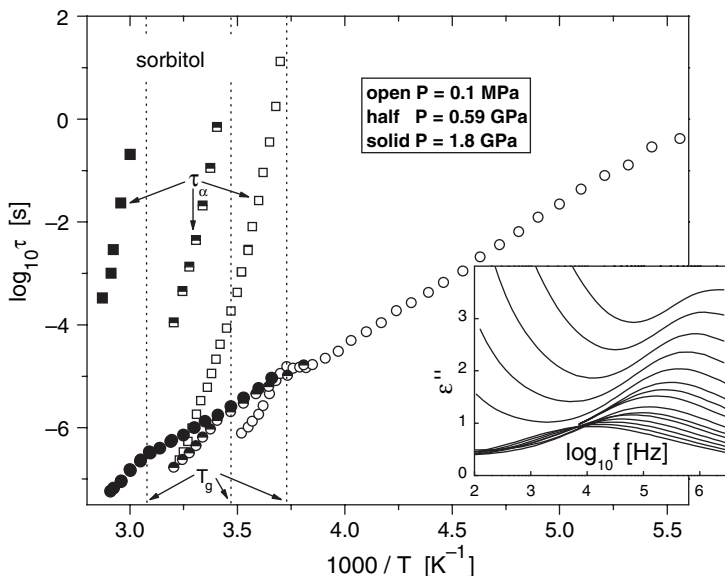 sorbitol
open P = 0.1 MPa
half P = 0.59 GPa
solid P = 1.8 GPa
τα
Tg
log10τ [s]
2
0
−2
−4
−6
3.0 3.5 4.0 4.5 5.0 5.5
1000 / T [K−1]
ε''
3
2
1
0
log10f [Hz]
2 3 4 5 6